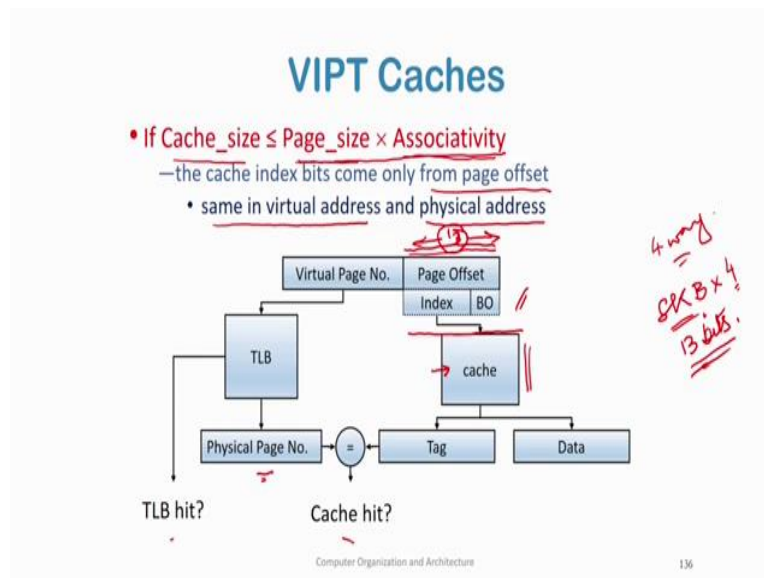 VIPT Caches
• If Cache_size ≤ Page_size × Associativity
—the cache index bits come only from page offset
• same in virtual address and physical address
13
4 way.
8KB × 4
13 bits.
Virtual Page No. Page Offset
Index BO
TLB
cache
Physical Page No. = Tag Data
TLB hit? Cache hit?
Computer Organization and Architecture 136